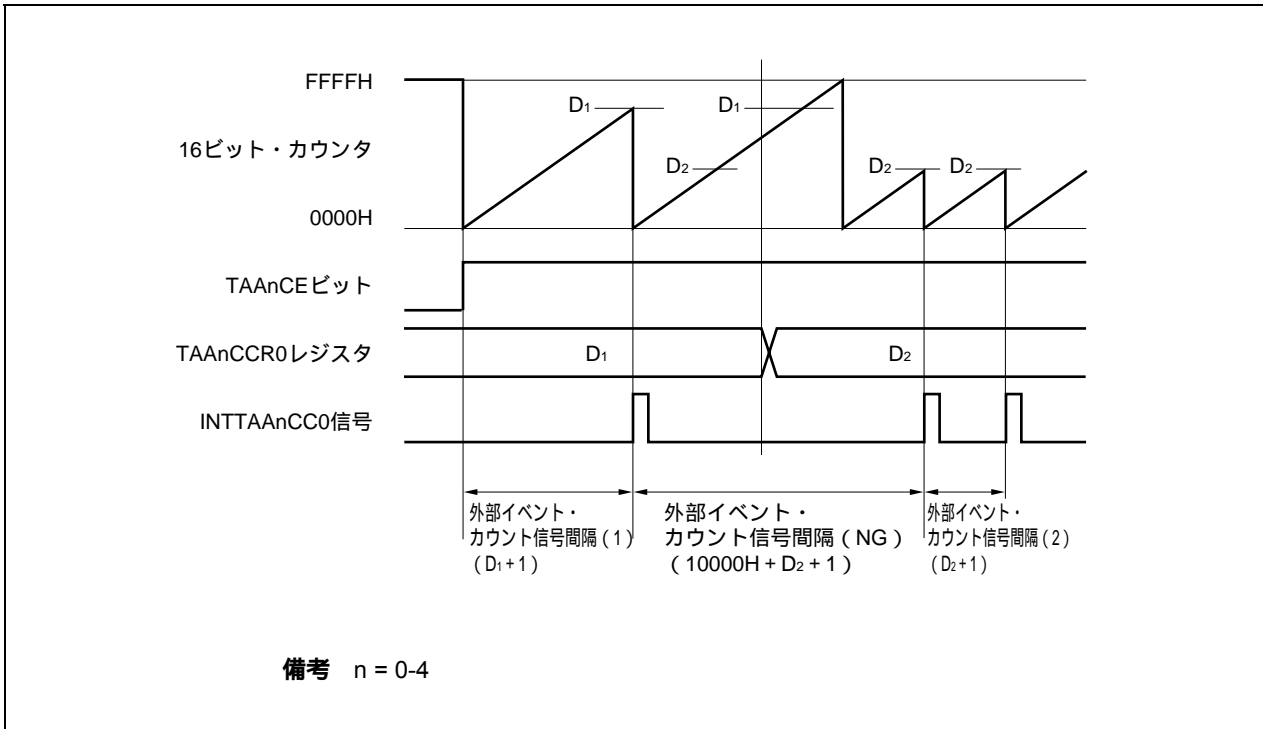 FFFFH
D1
D1
16ビット・カウンタ
D2
D2
D2
0000H
TAAnCEビット
TAAnCCR0レジスタ
D1
D2
INTTAAnCC0信号
外部イベント・
カウント信号間隔（1）
（D1+1）
外部イベント・
カウント信号間隔（NG）
（10000H + D2 + 1）
外部イベント・
カウント信号間隔（2）
（D2+1）
備考 n = 0-4